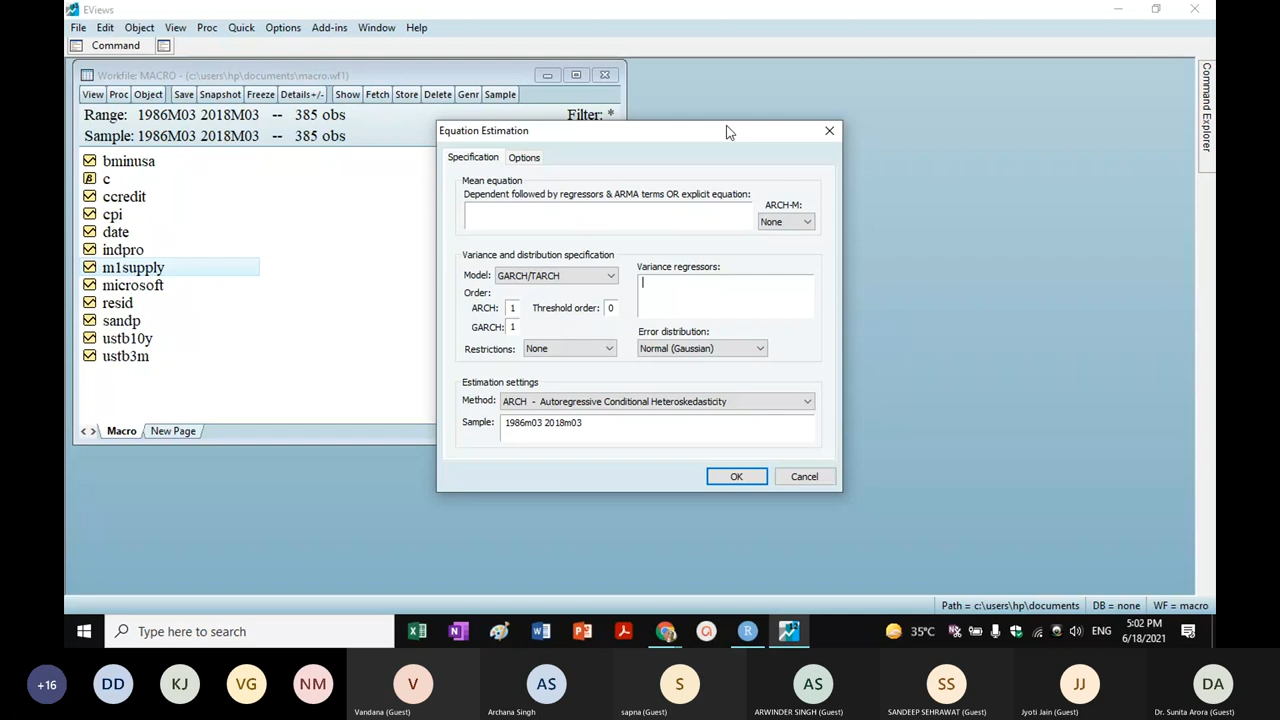 EViews
File Edit Object View Proc Quick Options Add-ins Window Help
Command
Command Explorer
Workfile: MACRO - (c:\users\hp\documents\macro.wf1)
View Proc Object Save Snapshot Freeze Details+/- Show Fetch Store Delete Genr Sample
Range: 1986M03 2018M03 -- 385 obs Filter: *
Sample: 1986M03 2018M03 -- 385 obs
bminusa
β c
ccredit
cpi
date
indpro
m1supply
microsoft
resid
sandp
ustb10y
ustb3m
Macro New Page
Equation Estimation
Specification Options
Mean equation
Dependent followed by regressors & ARMA terms OR explicit equation:
ARCH-M:
None
Variance and distribution specification
Model: GARCH/TARCH
Order:
ARCH: 1 Threshold order: 0
GARCH: 1
Restrictions: None
Variance regressors:
Error distribution:
Normal (Gaussian)
Estimation settings
Method: ARCH - Autoregressive Conditional Heteroskedasticity
Sample: 1986m03 2018m03
OK Cancel
Path = c:\users\hp\documents DB = none WF = macro
Type here to search
35°C ENG
5:02 PM
6/18/2021
+16 DD KJ VG NM V AS S AS SS JJ DA
Vandana (Guest) Archana Singh sapna (Guest) ARWINDER SINGH (Guest) SANDEEP SEHRAWAT (Guest) Jyoti Jain (Guest) Dr. Sunita Arora (Guest)